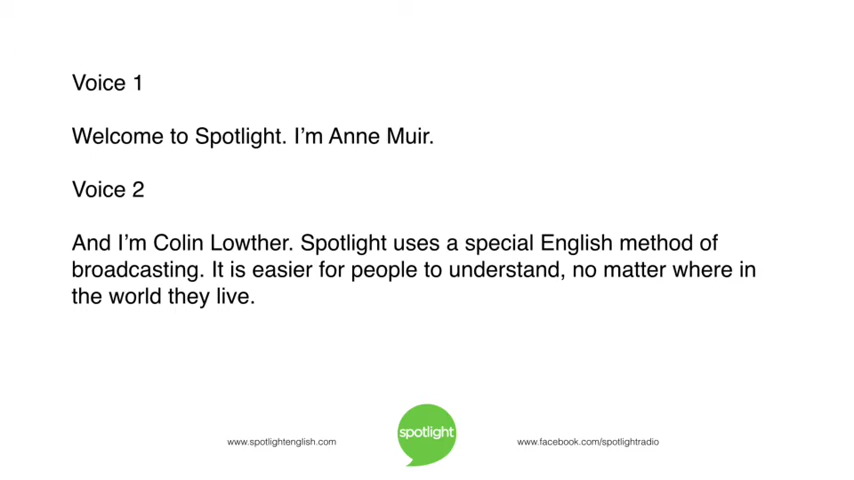 Voice 1
Welcome to Spotlight. I'm Anne Muir.
Voice 2
And I'm Colin Lowther. Spotlight uses a special English method of
broadcasting. It is easier for people to understand, no matter where in
the world they live.
spotlight
www.spotlightenglish.com
www.facebook.com/spotlightradio